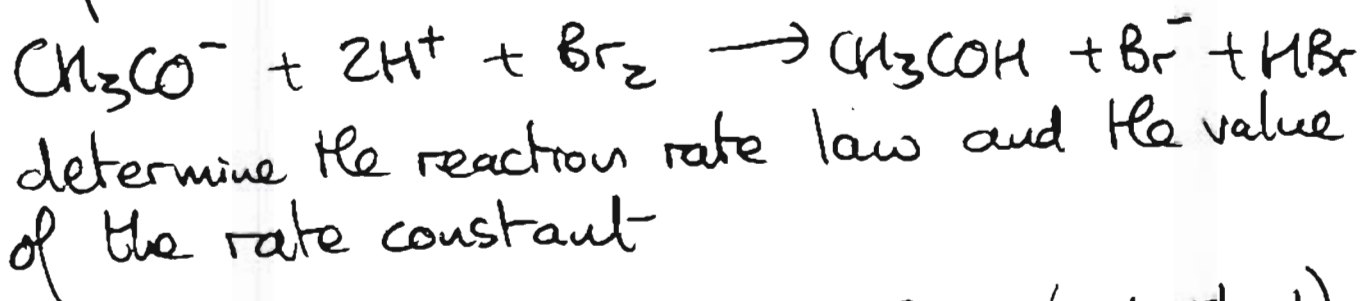 CH₃CO⁻ + 2H⁺ + Br₂ → CH₃COH + Br⁻ + HBr
determine the reaction rate law and the value
of the rate constant